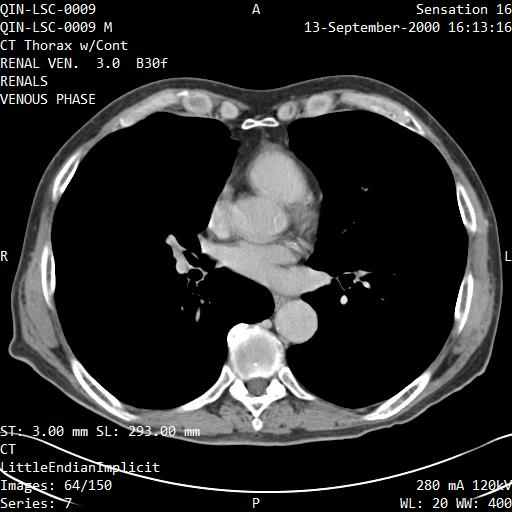 QIN-LSC-0009 A Sensation 16
QIN-LSC-0009 M 13-September-2000 16:13:16
CT Thorax w/Cont
RENAL VEN. 3.0 B30f
RENALS
VENOUS PHASE
R L
ST: 3.00 mm SL: 293.00 mm
CT
LittleEndianImplicit
Images: 64/150 280 mA 120kV
Series: 7 P WL: 20 WW: 400